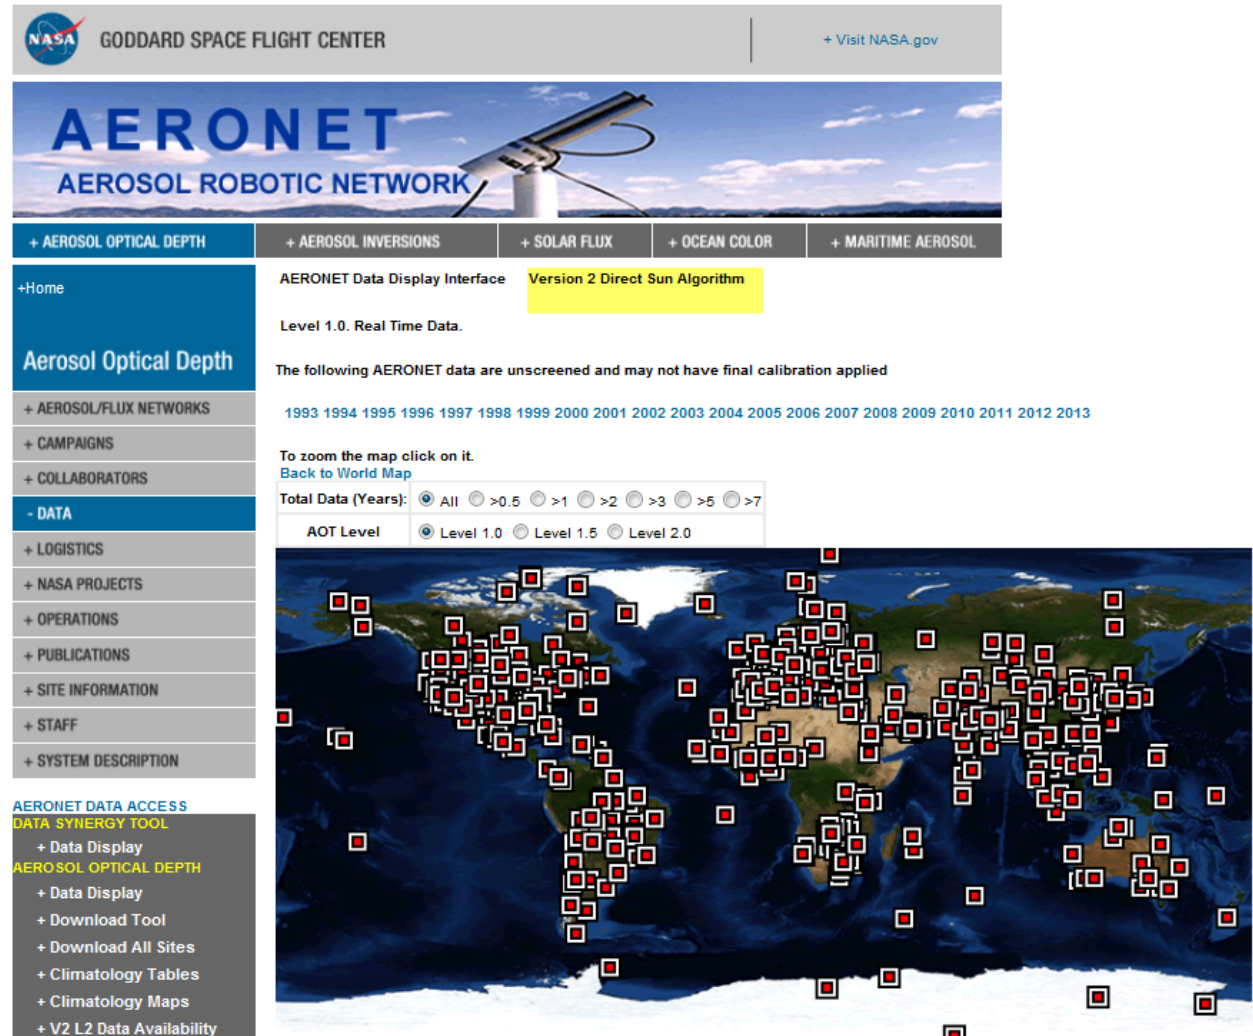 NASA
GODDARD SPACE FLIGHT CENTER
+ Visit NASA.gov
AERONET
AEROSOL ROBOTIC NETWORK
+ AEROSOL OPTICAL DEPTH
+ AEROSOL INVERSIONS
+ SOLAR FLUX
+ OCEAN COLOR
+ MARITIME AEROSOL
+Home
Aerosol Optical Depth
+ AEROSOL/FLUX NETWORKS
+ CAMPAIGNS
+ COLLABORATORS
- DATA
+ LOGISTICS
+ NASA PROJECTS
+ OPERATIONS
+ PUBLICATIONS
+ SITE INFORMATION
+ STAFF
+ SYSTEM DESCRIPTION
AERONET DATA ACCESS
DATA SYNERGY TOOL
+ Data Display
AEROSOL OPTICAL DEPTH
+ Data Display
+ Download Tool
+ Download All Sites
+ Climatology Tables
+ Climatology Maps
+ V2 L2 Data Availability
AERONET Data Display Interface Version 2 Direct Sun Algorithm
Level 1.0. Real Time Data.
The following AERONET data are unscreened and may not have final calibration applied
1993 1994 1995 1996 1997 1998 1999 2000 2001 2002 2003 2004 2005 2006 2007 2008 2009 2010 2011 2012 2013
To zoom the map click on it.
Back to World Map
Total Data (Years): All >0.5 >1 >2 >3 >5 >7
AOT Level Level 1.0 Level 1.5 Level 2.0